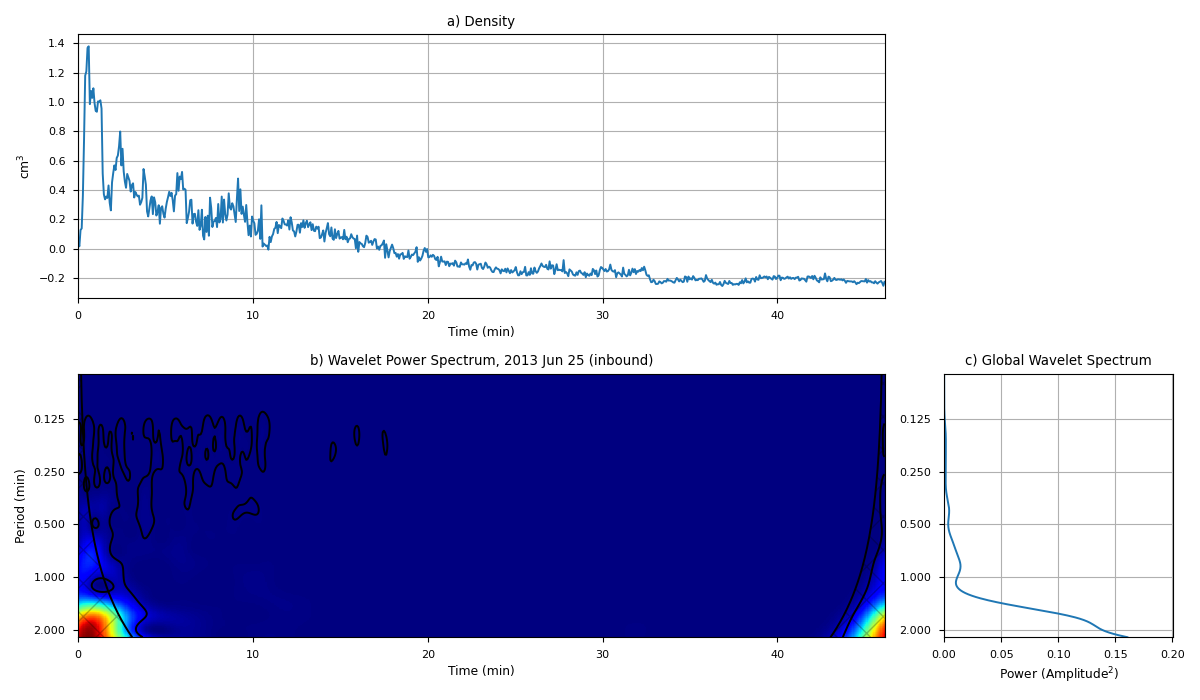 a) Density
1.4
1.2
1.0
0.8
0.6
0.4
0.2
0.0
−0.2
cm³
0 10 20 30 40
Time (min)
b) Wavelet Power Spectrum, 2013 Jun 25 (inbound)
0.125
0.250
0.500
1.000
2.000
Period (min)
0 10 20 30 40
Time (min)
c) Global Wavelet Spectrum
0.125
0.250
0.500
1.000
2.000
0.00 0.05 0.10 0.15 0.20
Power (Amplitude²)